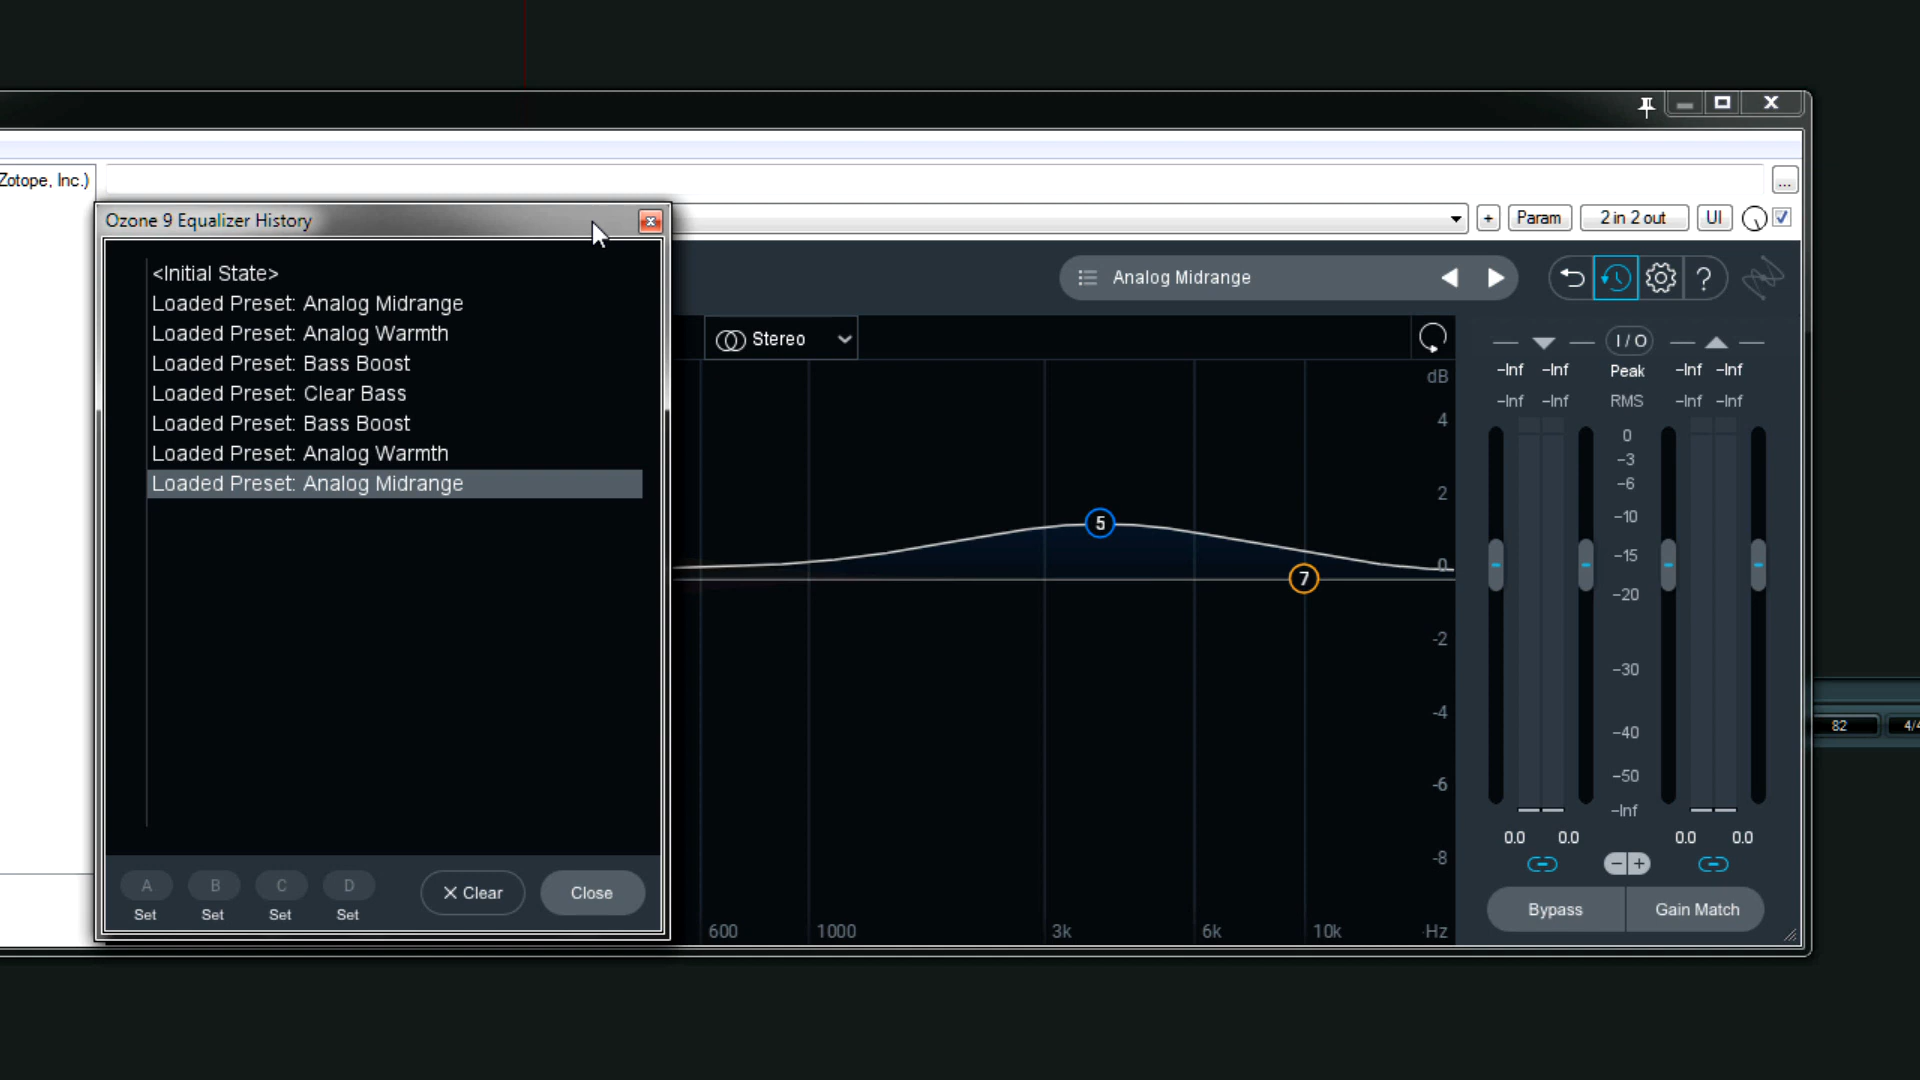 Zotope, Inc.)
...
Ozone 9 Equalizer History
+ Param 2 in 2 out UI
<Initial State>
Loaded Preset: Analog Midrange
Loaded Preset: Analog Warmth
Loaded Preset: Bass Boost
Loaded Preset: Clear Bass
Loaded Preset: Bass Boost
Loaded Preset: Analog Warmth
Loaded Preset: Analog Midrange
A B C D
Set Set Set Set
X Clear
Close
Analog Midrange
?
Stereo
dB
4
2
0
-2
-4
-6
-8
5
7
600 1000 3k 6k 10k Hz
I / O
-Inf -Inf Peak -Inf -Inf
-Inf -Inf RMS -Inf -Inf
0
-3
-6
-10
-15
-20
-30
-40
-50
-Inf
0.0 0.0 0.0 0.0
- +
Bypass Gain Match
82 4/4